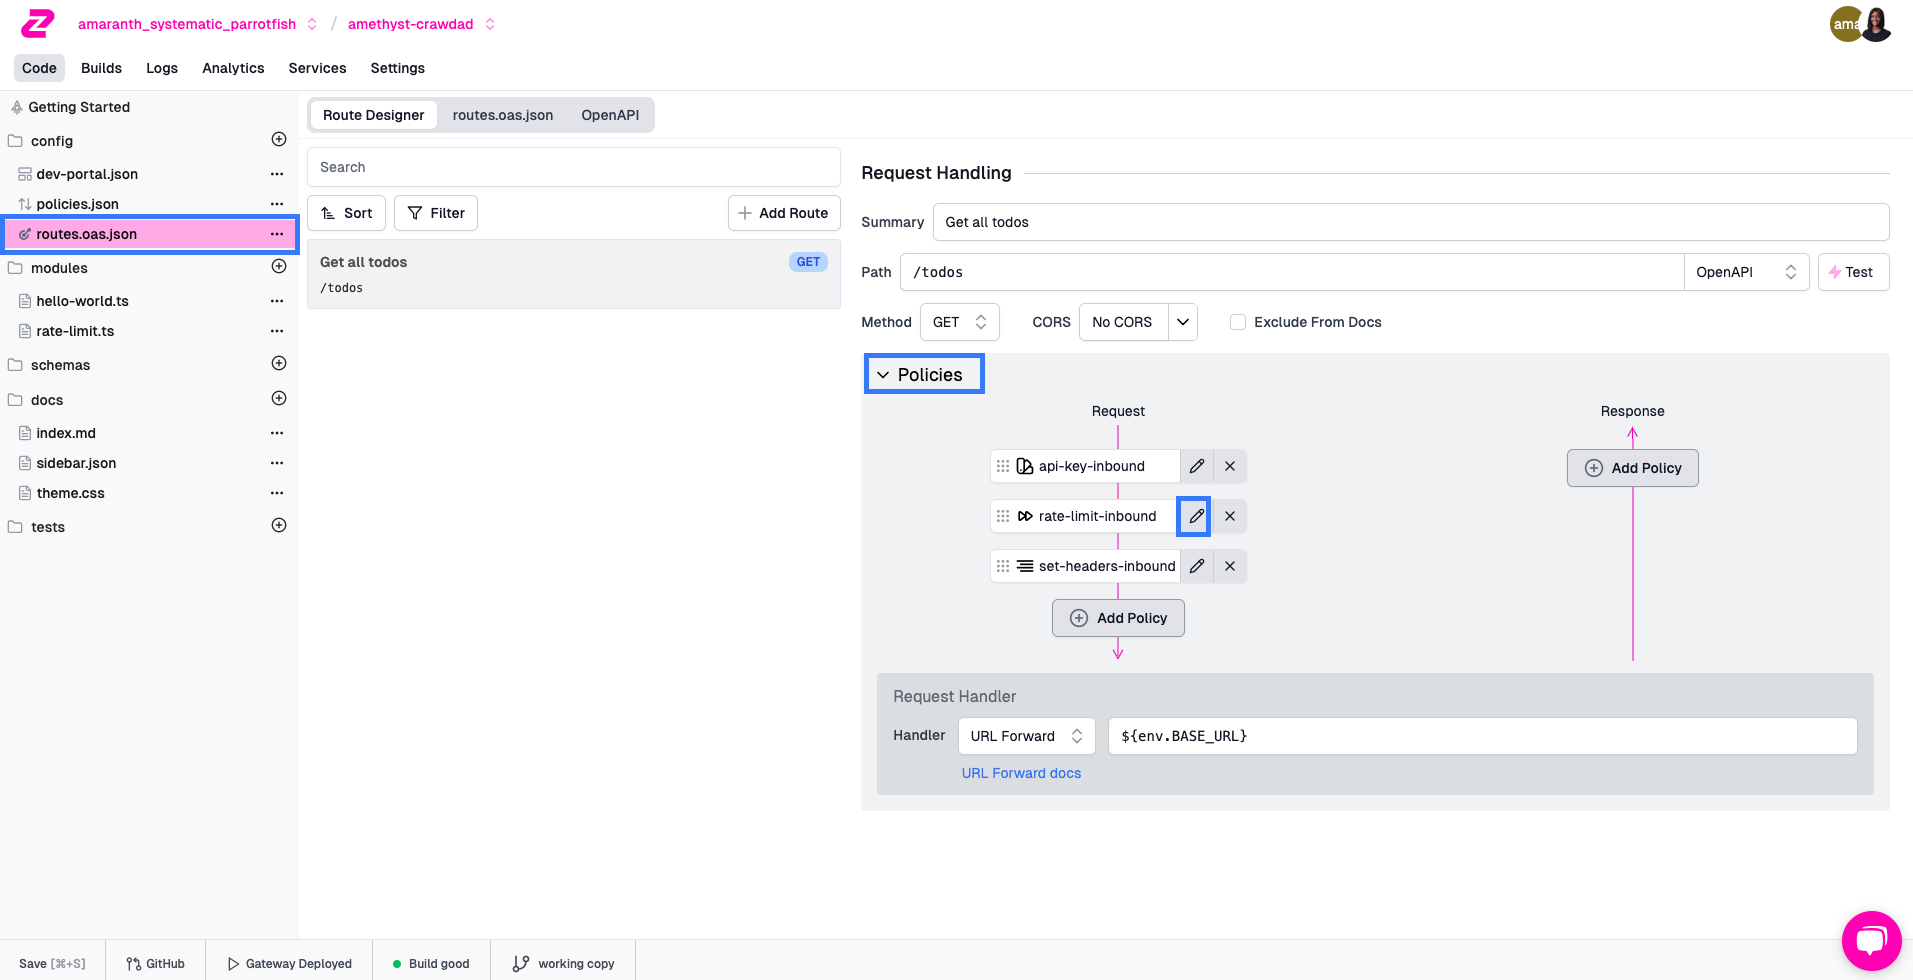 amaranth_systematic_parrotfish / amethyst-crawdad
ama
Code Builds Logs Analytics Services Settings
Getting Started
config
dev-portal.json
policies.json
routes.oas.json
modules
hello-world.ts
rate-limit.ts
schemas
docs
index.md
sidebar.json
theme.css
tests
Route Designer routes.oas.json OpenAPI
Search
Sort Filter Add Route
Get all todos GET
/todos
Request Handling
Summary Get all todos
Path /todos OpenAPI Test
Method GET CORS No CORS Exclude From Docs
Policies
Request Response
api-key-inbound
Add Policy
rate-limit-inbound
set-headers-inbound
Add Policy
Request Handler
Handler URL Forward ${env.BASE_URL}
URL Forward docs
Save [⌘+S] GitHub Gateway Deployed Build good working copy